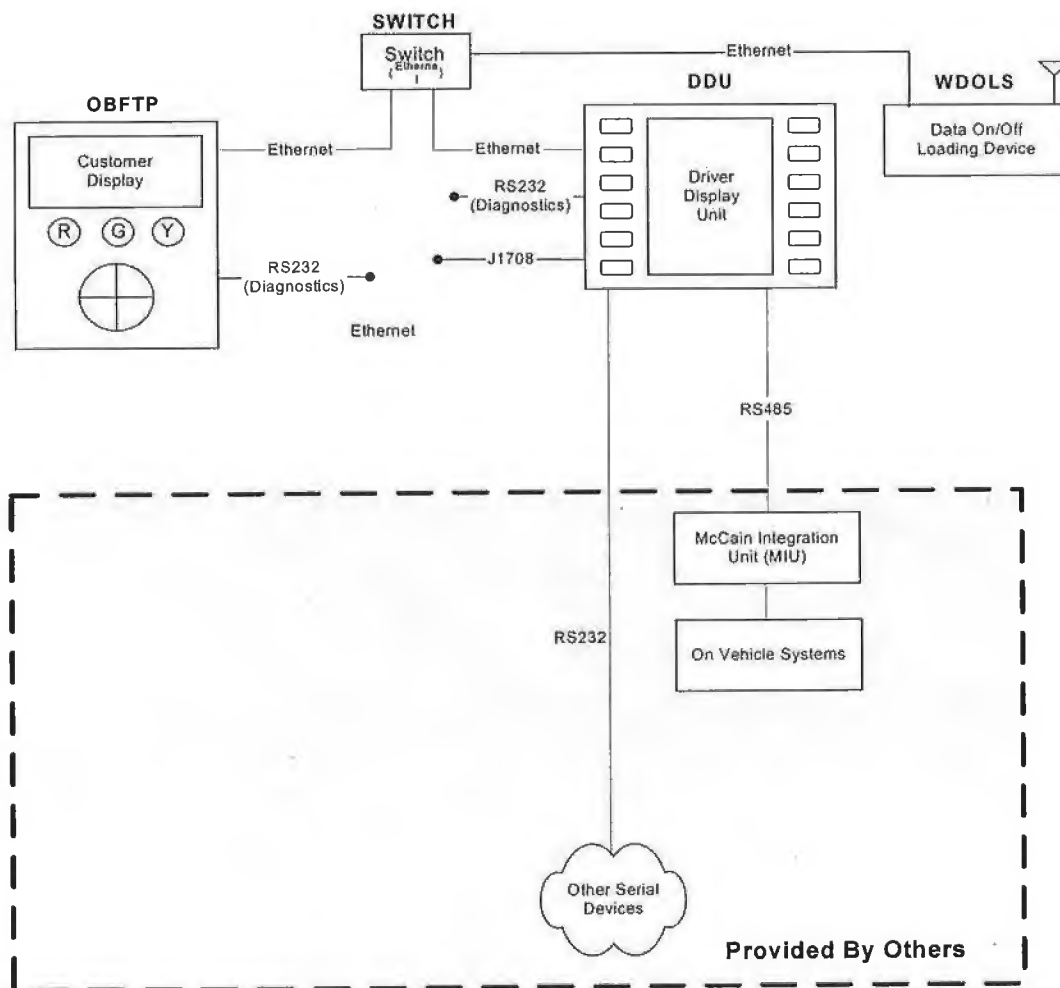 SWITCH
Switch
(Etherne)
t
Ethernet
OBFTP
DDU
WDOLS
Customer
Display
Ethernet
Ethernet
Driver
Display
Unit
Data On/Off
Loading Device
R G Y
RS232
(Diagnostics)
J1708
RS232
(Diagnostics)
Ethernet
RS485
McCain Integration
Unit (MIU)
RS232
On Vehicle Systems
Other Serial
Devices
Provided By Others